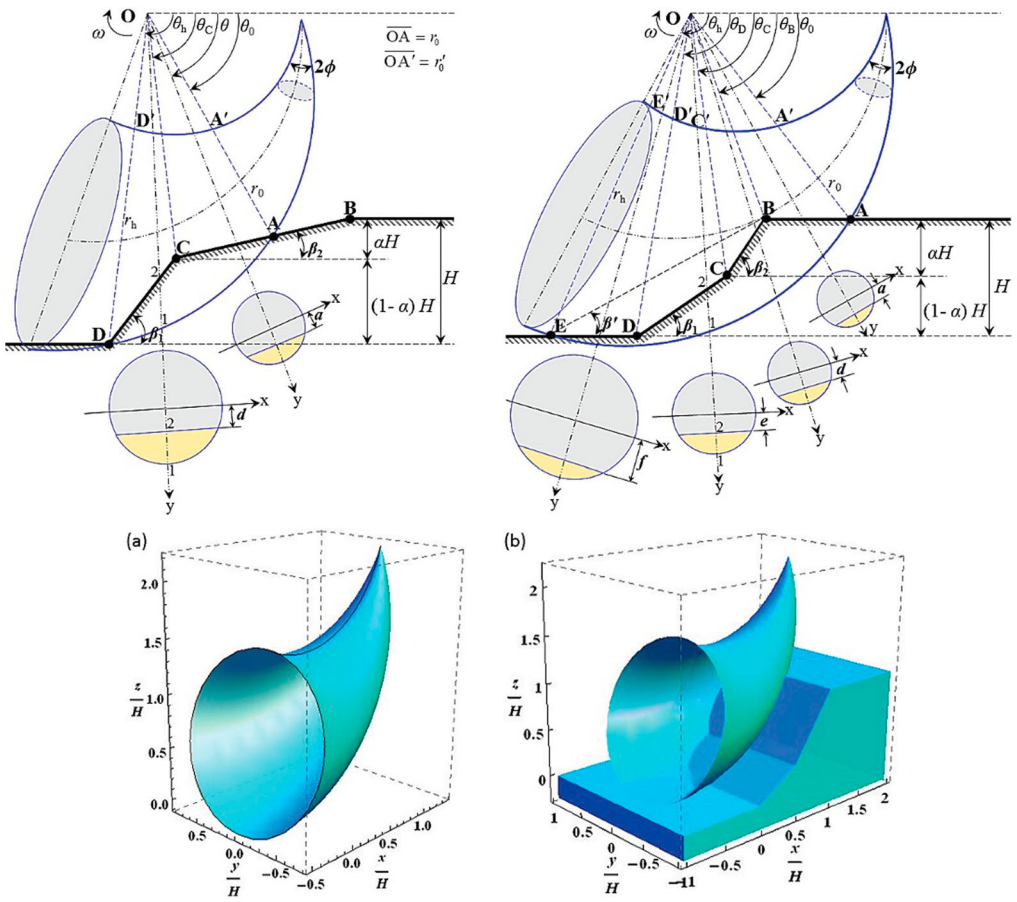 O
ω
θh θC θ θ0
OA = r0
OA′ = r0′
2ϕ
D′
A′
rh
r0
A
B
C
D
2
1
β1
β2
αH
(1- α) H
H
x
a
y
x
d
2
1
y
O
ω
θh θD θC θB θ0
2ϕ
E′
D′
C′
A′
rh
r0
B
A
C
D
E
2
1
β′
β1
β2
αH
(1- α) H
H
x
a
y
x
d
y
x
e
2
1
y
x
f
y
(a)
2.0
1.5
z/H 1.0
0.5
0.0
0.5
0.0
y/H
−0.5
−0.5
0.0
0.5
x/H
1.0
(b)
2
1.5
z/H 1
0.5
0
1
0.5
0
y/H
−0.5
−11
−0.5
0
x/H
0.5
1
1.5
2